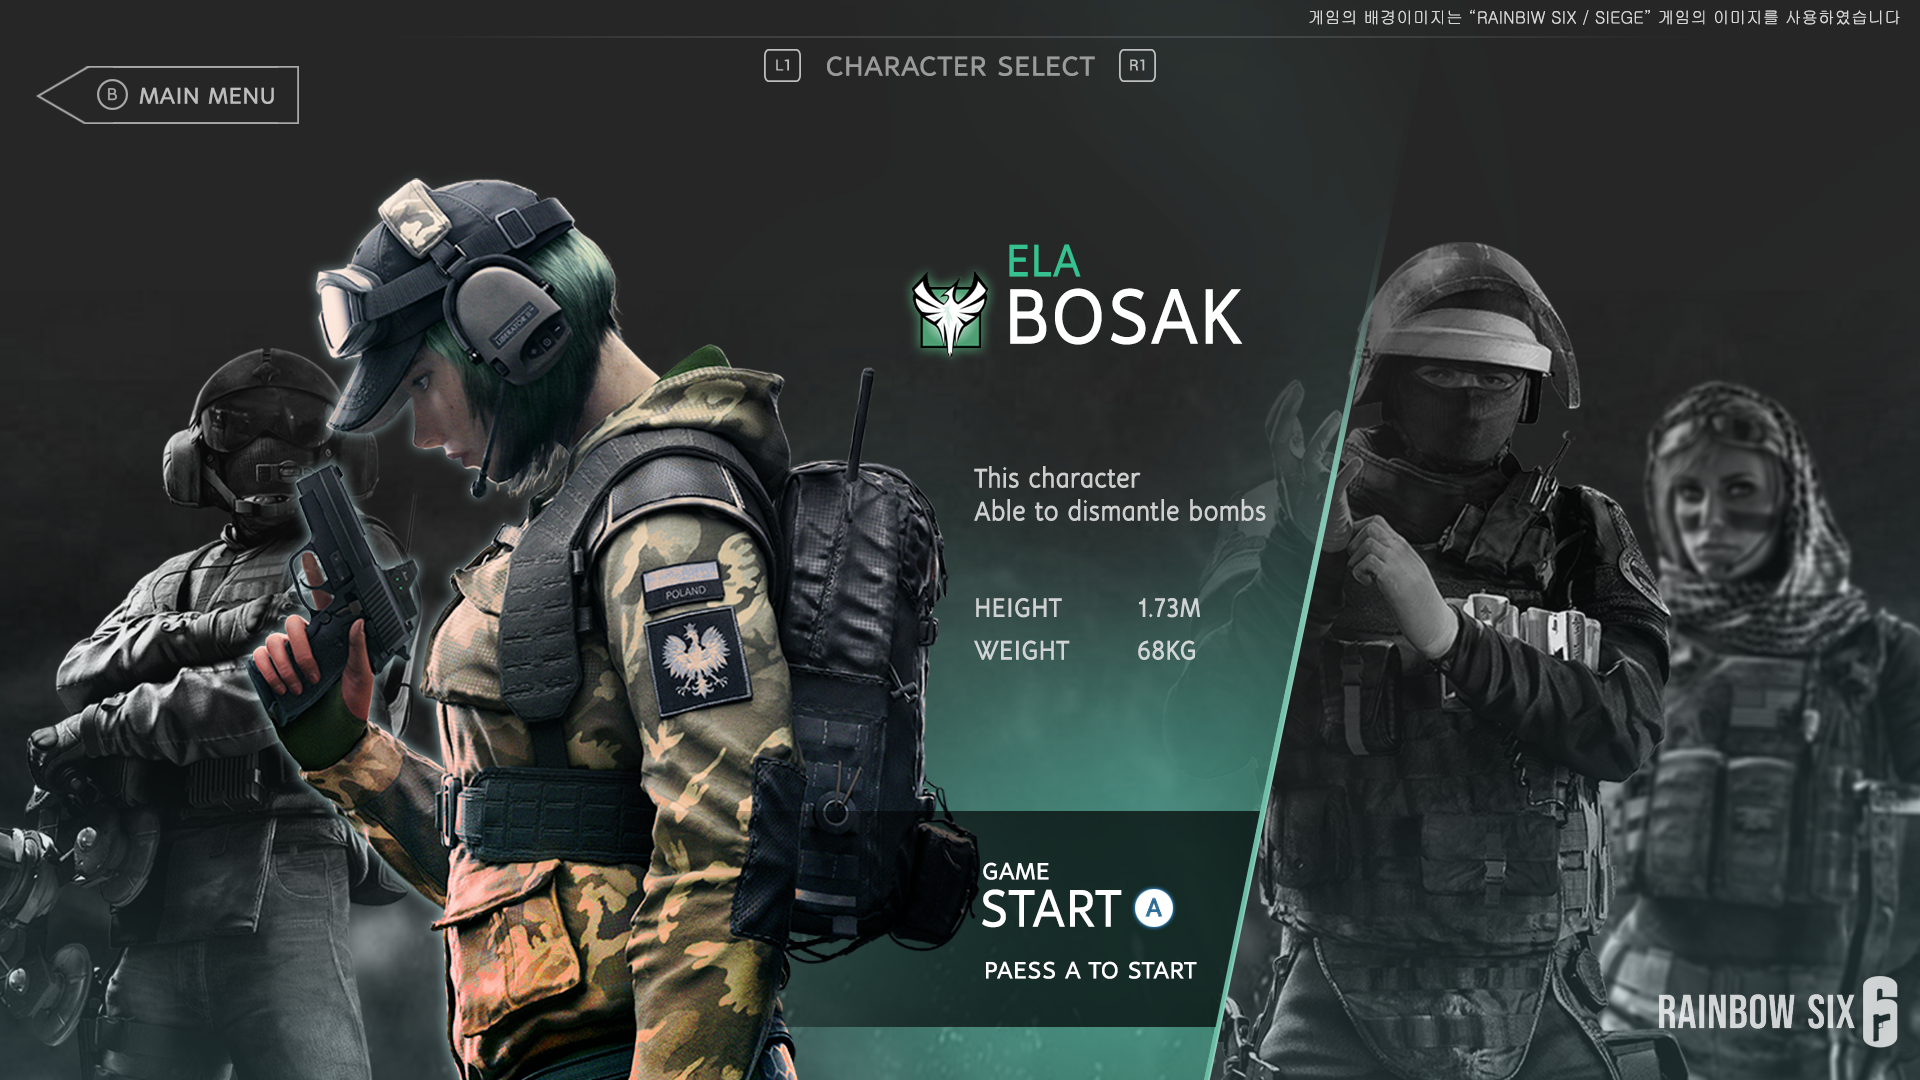 게임의 배경이미지는 “RAINBIW SIX / SIEGE” 게임의 이미지를 사용하였습니다
L1 CHARACTER SELECT R1
B MAIN MENU
ELA
BOSAK
LIBERATOR II
This character
Able to dismantle bombs
POLAND
HEIGHT 1.73M
WEIGHT 68KG
GAME
START A
PAESS A TO START
RAINBOW SIX 6